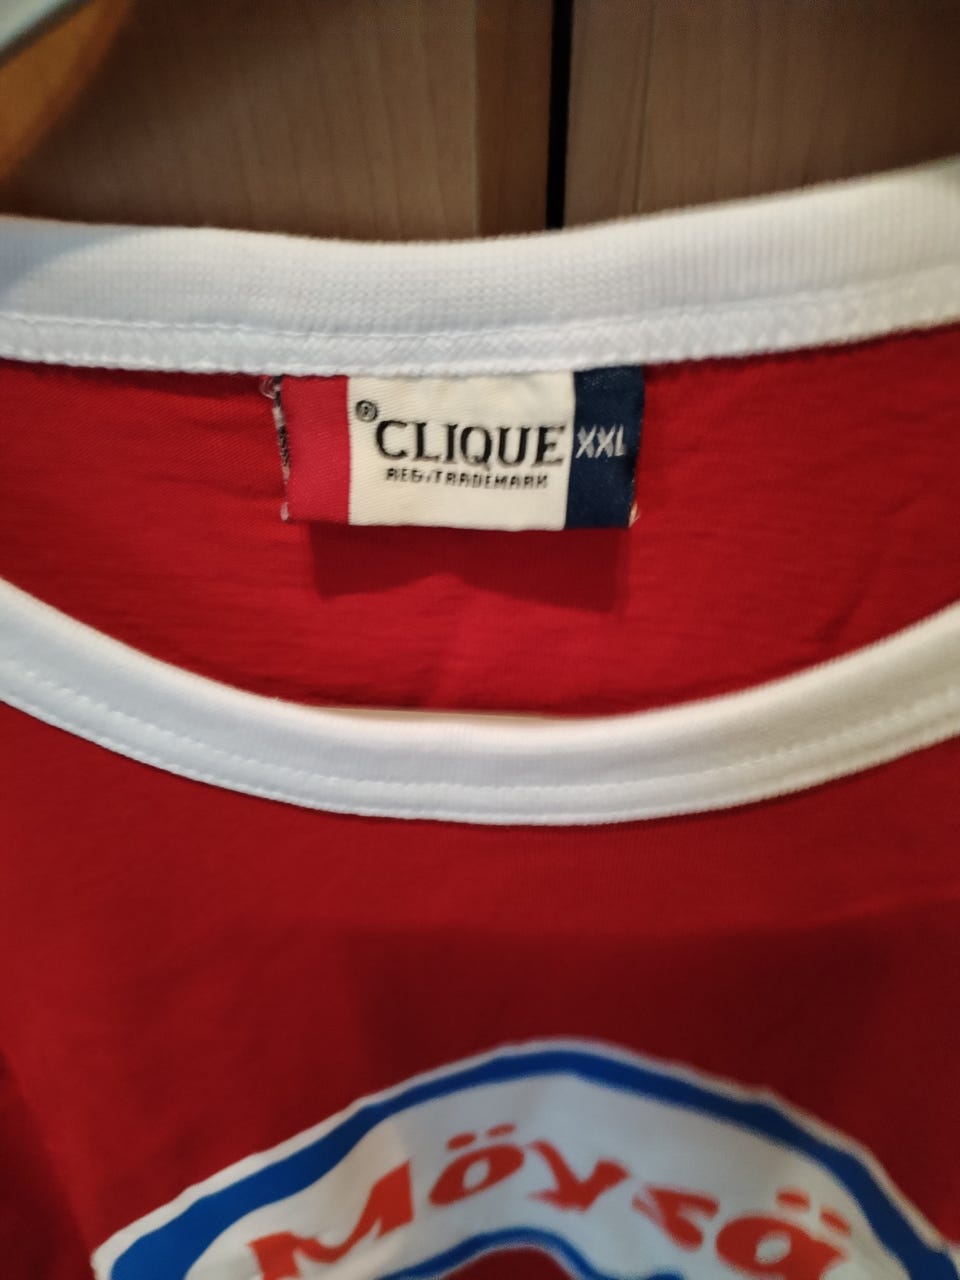 ® CLIQUE XXL
REG.TRADEMARK
Möysä